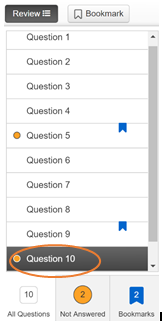 Review Bookmark
Question 1
Question 2
Question 3
Question 4
Question 5
Question 6
Question 7
Question 8
Question 9
Question 10
10 2 2
All Questions Not Answered Bookmarks